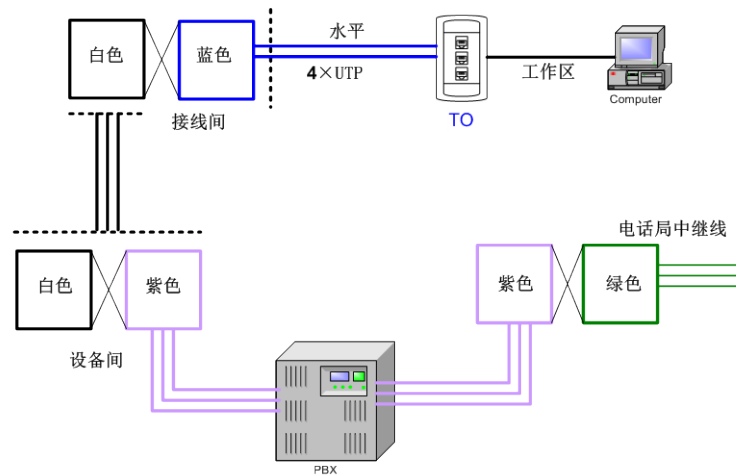 白色
蓝色
水平
4×UTP
工作区
Computer
接线间
TO
电话局中继线
白色
紫色
紫色
绿色
设备间
PBX